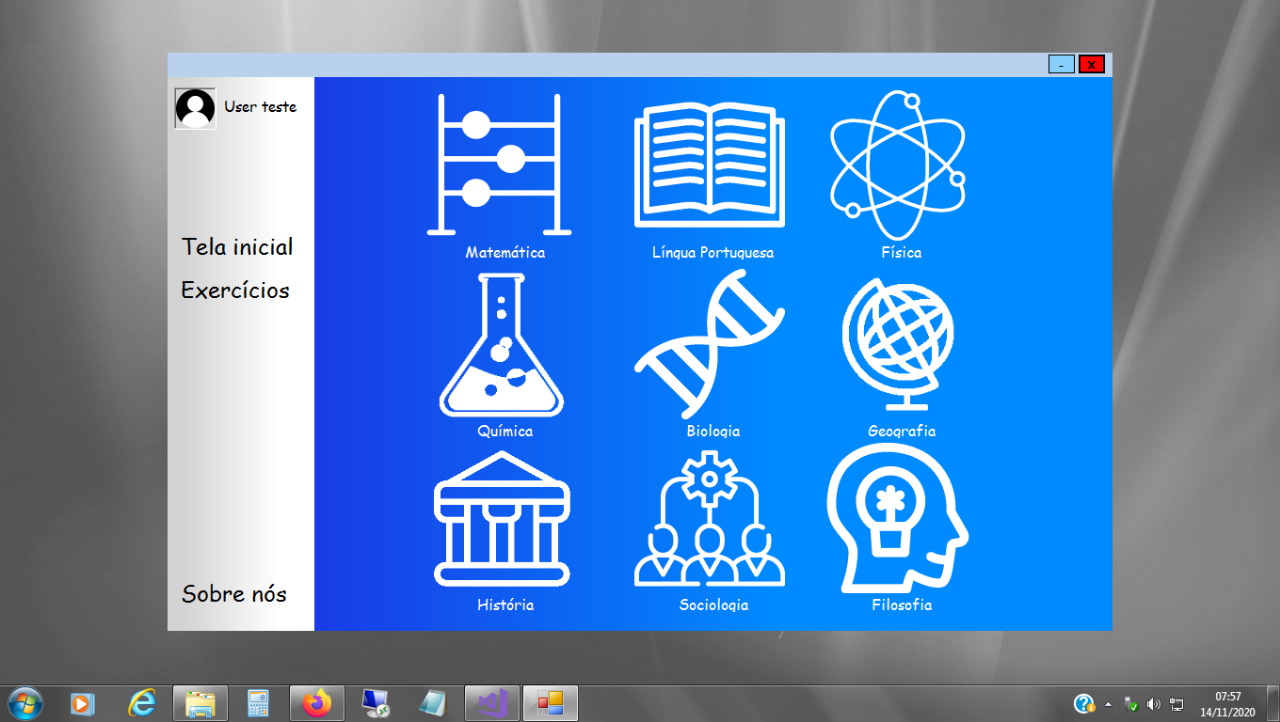 -
x
User teste
Tela inicial
Exercícios
Sobre nós
Matemática
Língua Portuguesa
Física
Química
Biologia
Geografia
História
Sociologia
Filosofia
07:57
14/11/2020